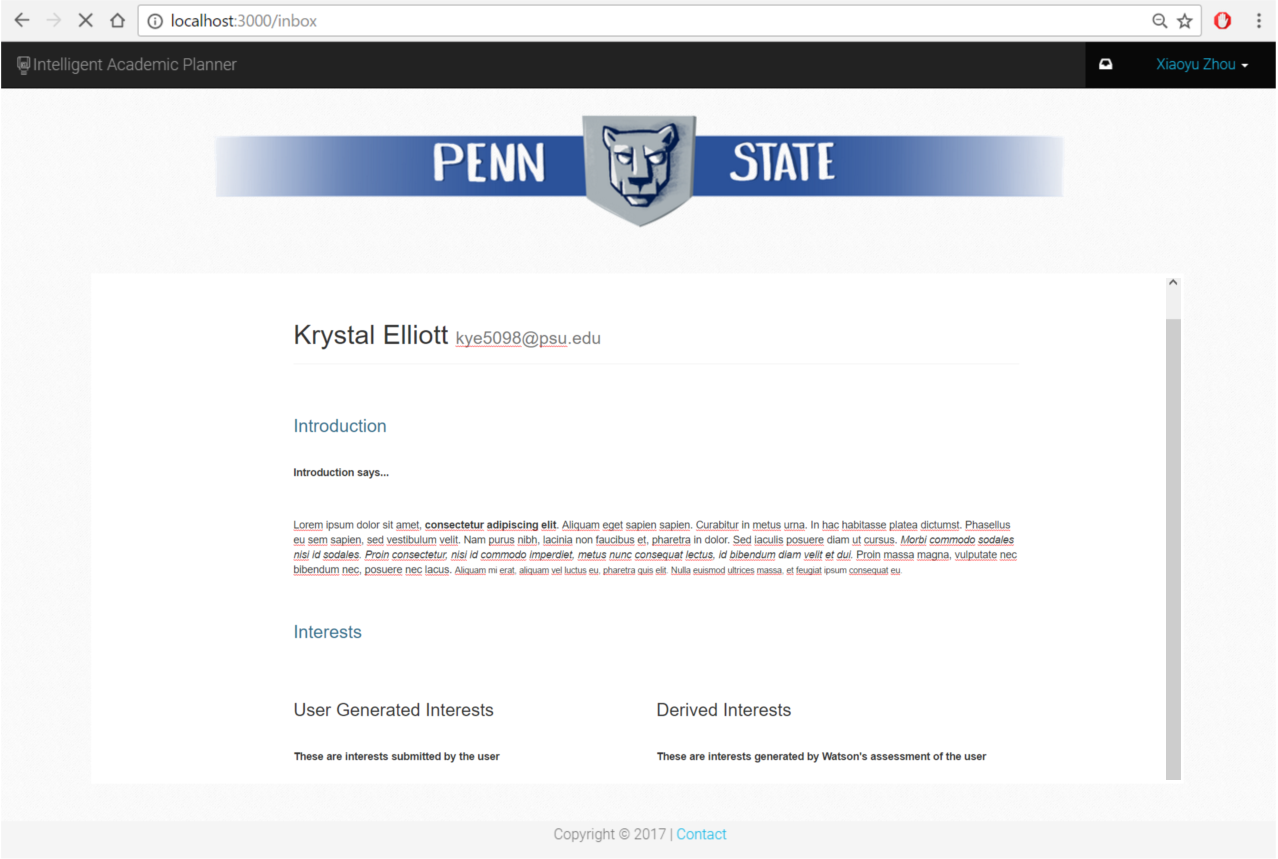 localhost:3000/inbox
Intelligent Academic Planner
Xiaoyu Zhou
PENN STATE
Krystal Elliott kye5098@psu.edu
Introduction
Introduction says...
Lorem ipsum dolor sit amet, consectetur adipiscing elit. Aliquam eget sapien sapien. Curabitur in metus urna. In hac habitasse platea dictumst. Phasellus
eu sem sapien, sed vestibulum velit. Nam purus nibh, lacinia non faucibus et, pharetra in dolor. Sed iaculis posuere diam ut cursus. Morbi commodo sodales
nisi id sodales. Proin consectetur, nisi id commodo imperdiet, metus nunc consequat lectus, id bibendum diam velit et dui. Proin massa magna, vulputate nec
bibendum nec, posuere nec lacus. Aliquam mi erat, aliquam vel luctus eu, pharetra quis elit. Nulla euismod ultrices massa, et feugiat ipsum consequat eu.
Interests
User Generated Interests
Derived Interests
These are interests submitted by the user
These are interests generated by Watson's assessment of the user
Copyright © 2017 | Contact